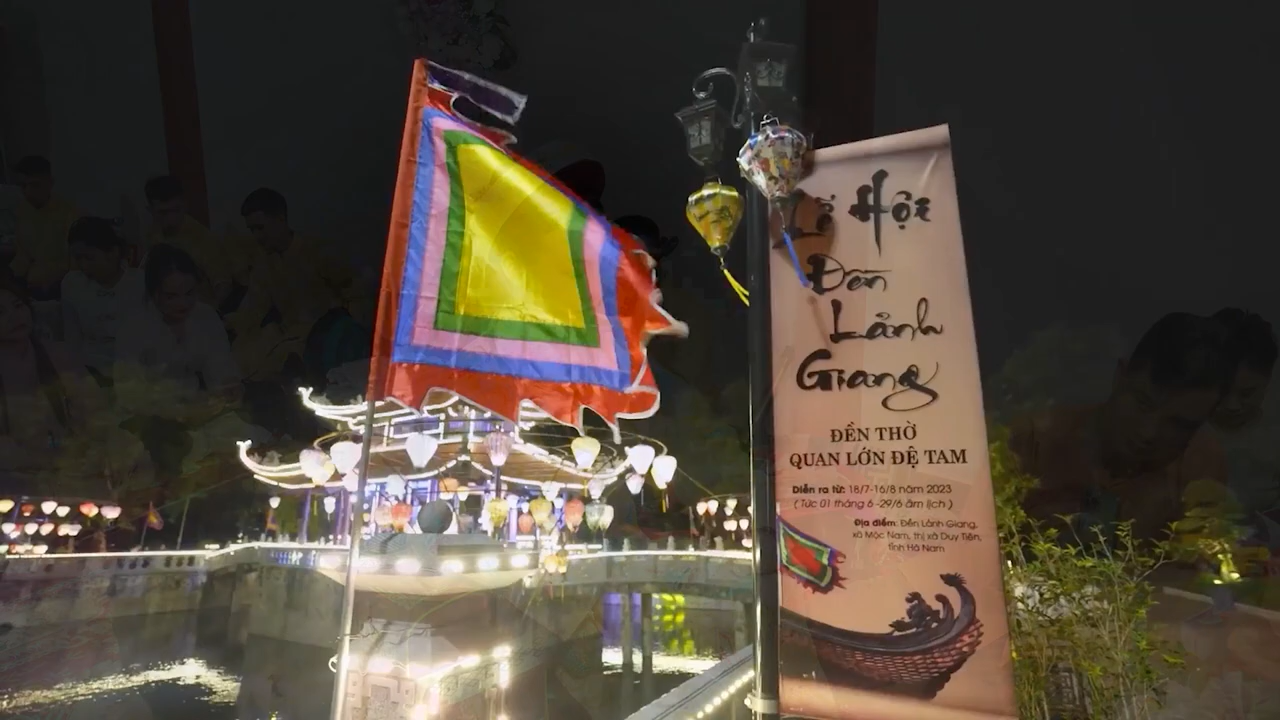 Lễ Hội
Đền
Lảnh
Giang
ĐỀN THỜ
QUAN LỚN ĐỆ TAM
Diễn ra từ: 18/7-16/8 năm 2023
( Tức 01 tháng 6 -29/6 âm lịch )
Địa điểm: Đền Lảnh Giang,
xã Mộc Nam, thị xã Duy Tiên,
tỉnh Hà Nam